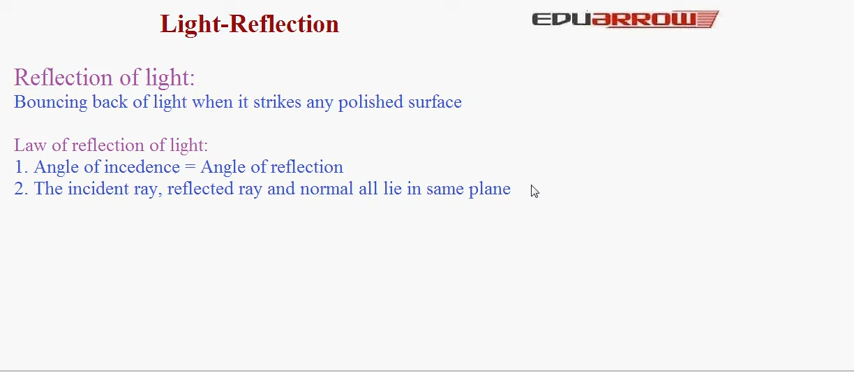 Light-Reflection
EDUARROW
Reflection of light:
Bouncing back of light when it strikes any polished surface
Law of reflection of light:
1. Angle of incedence = Angle of reflection
2. The incident ray, reflected ray and normal all lie in same plane